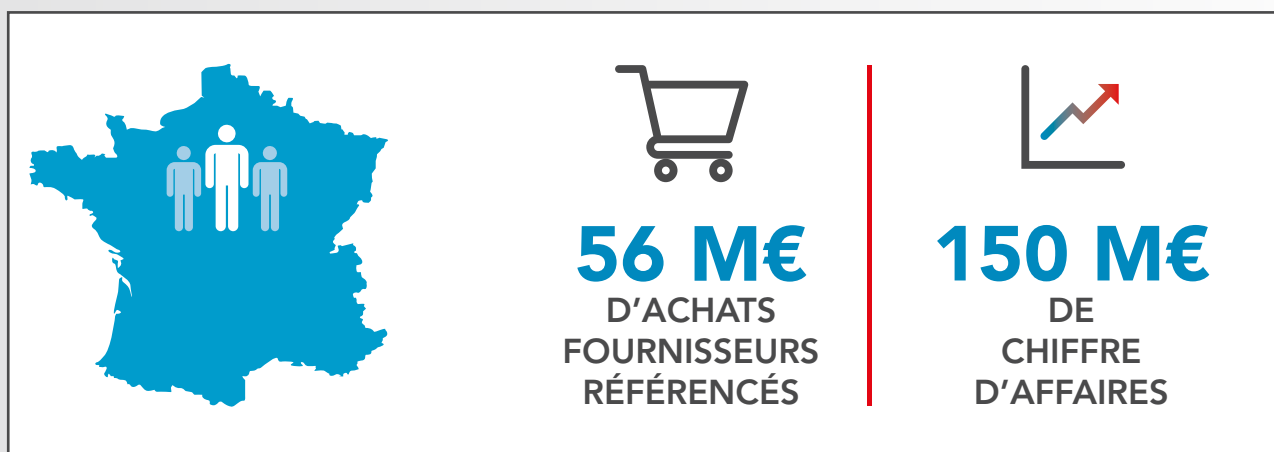 56 M€
D’ACHATS
FOURNISSEURS
RÉFÉRENCÉS
150 M€
DE
CHIFFRE
D’AFFAIRES